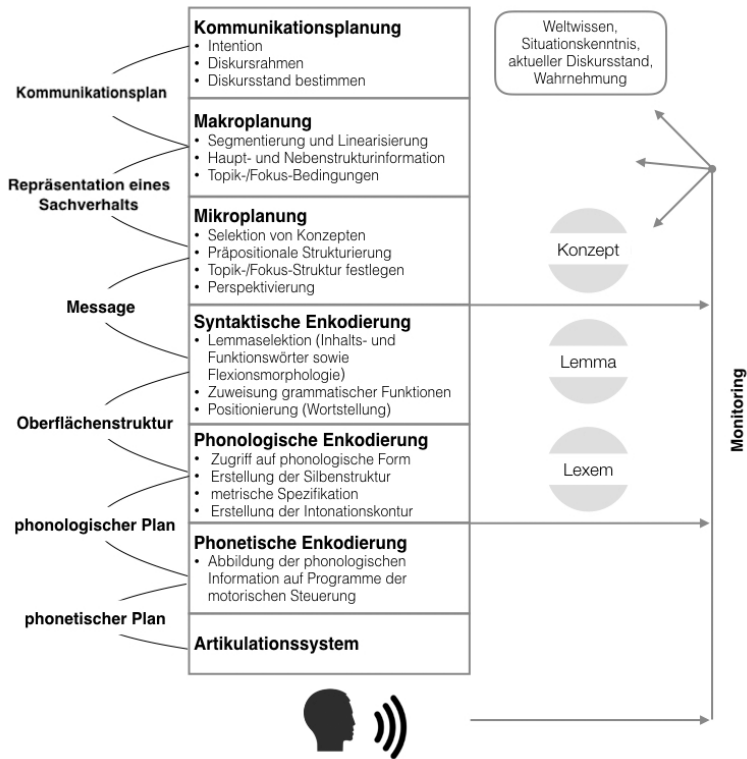 Kommunikationsplanung
• Intention
• Diskursrahmen
• Diskursstand bestimmen
Makroplanung
• Segmentierung und Linearisierung
• Haupt- und Nebenstrukturinformation
• Topik-/Fokus-Bedingungen
Mikroplanung
• Selektion von Konzepten
• Präpositionale Strukturierung
• Topik-/Fokus-Struktur festlegen
• Perspektivierung
Syntaktische Enkodierung
• Lemmaselektion (Inhalts- und
Funktionswörter sowie
Flexionsmorphologie)
• Zuweisung grammatischer Funktionen
• Positionierung (Wortstellung)
Phonologische Enkodierung
• Zugriff auf phonologische Form
• Erstellung der Silbenstruktur
• metrische Spezifikation
• Erstellung der Intonationskontur
Phonetische Enkodierung
• Abbildung der phonologischen
Information auf Programme der
motorischen Steuerung
Artikulationssystem
Kommunikationsplan
Repräsentation eines
Sachverhalts
Message
Oberflächenstruktur
phonologischer Plan
phonetischer Plan
Weltwissen,
Situationskenntnis,
aktueller Diskursstand,
Wahrnehmung
Konzept
Lemma
Lexem
Monitoring